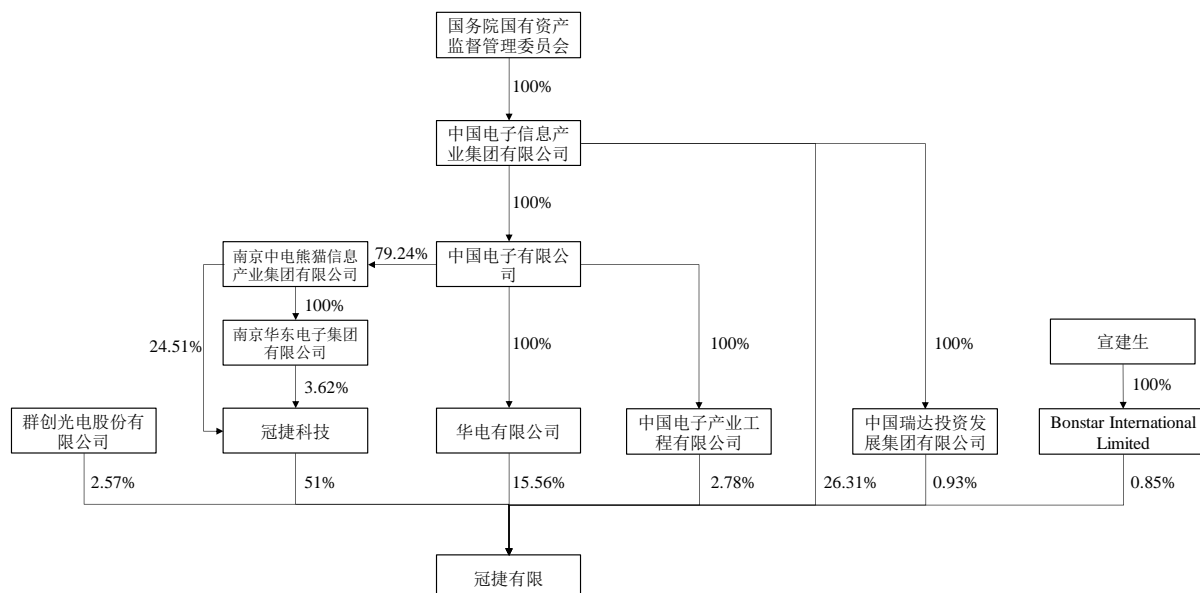 国务院国有资产
监督管理委员会
100%
中国电子信息产
业集团有限公司
100%
南京中电熊猫信息
产业集团有限公司
79.24%
中国电子有限公
司
100%
南京华东电子集团
有限公司
24.51%
100%
100%
100%
宣建生
3.62%
100%
群创光电股份有
限公司
冠捷科技
华电有限公司
中国电子产业工
程有限公司
中国瑞达投资发
展集团有限公司
Bonstar International
Limited
2.57%
51%
15.56%
2.78%
26.31%
0.93%
0.85%
冠捷有限